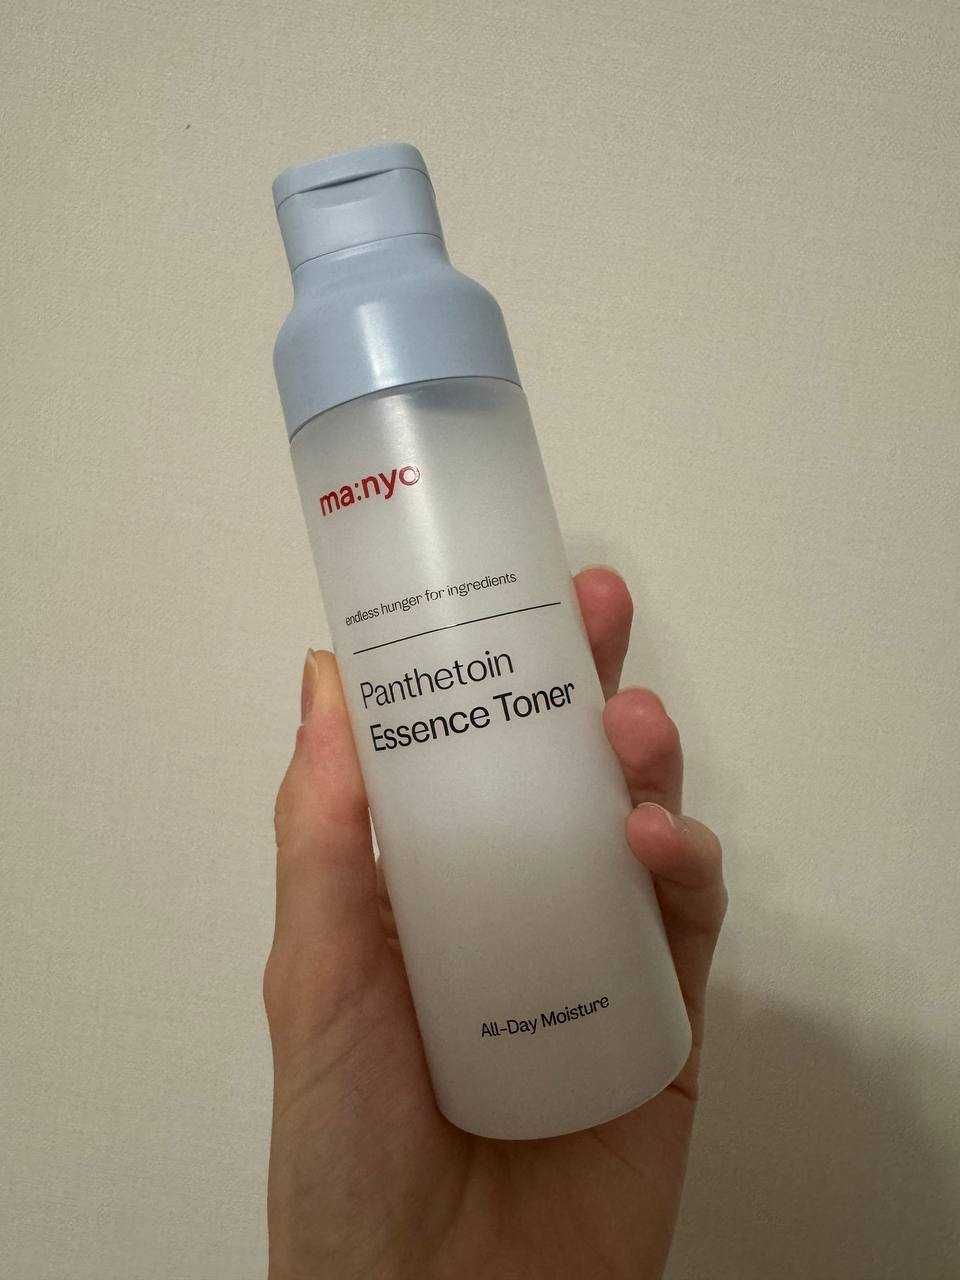 ma:nyo
endless hunger for ingredients
Panthetoin
Essence Toner
All-Day Moisture